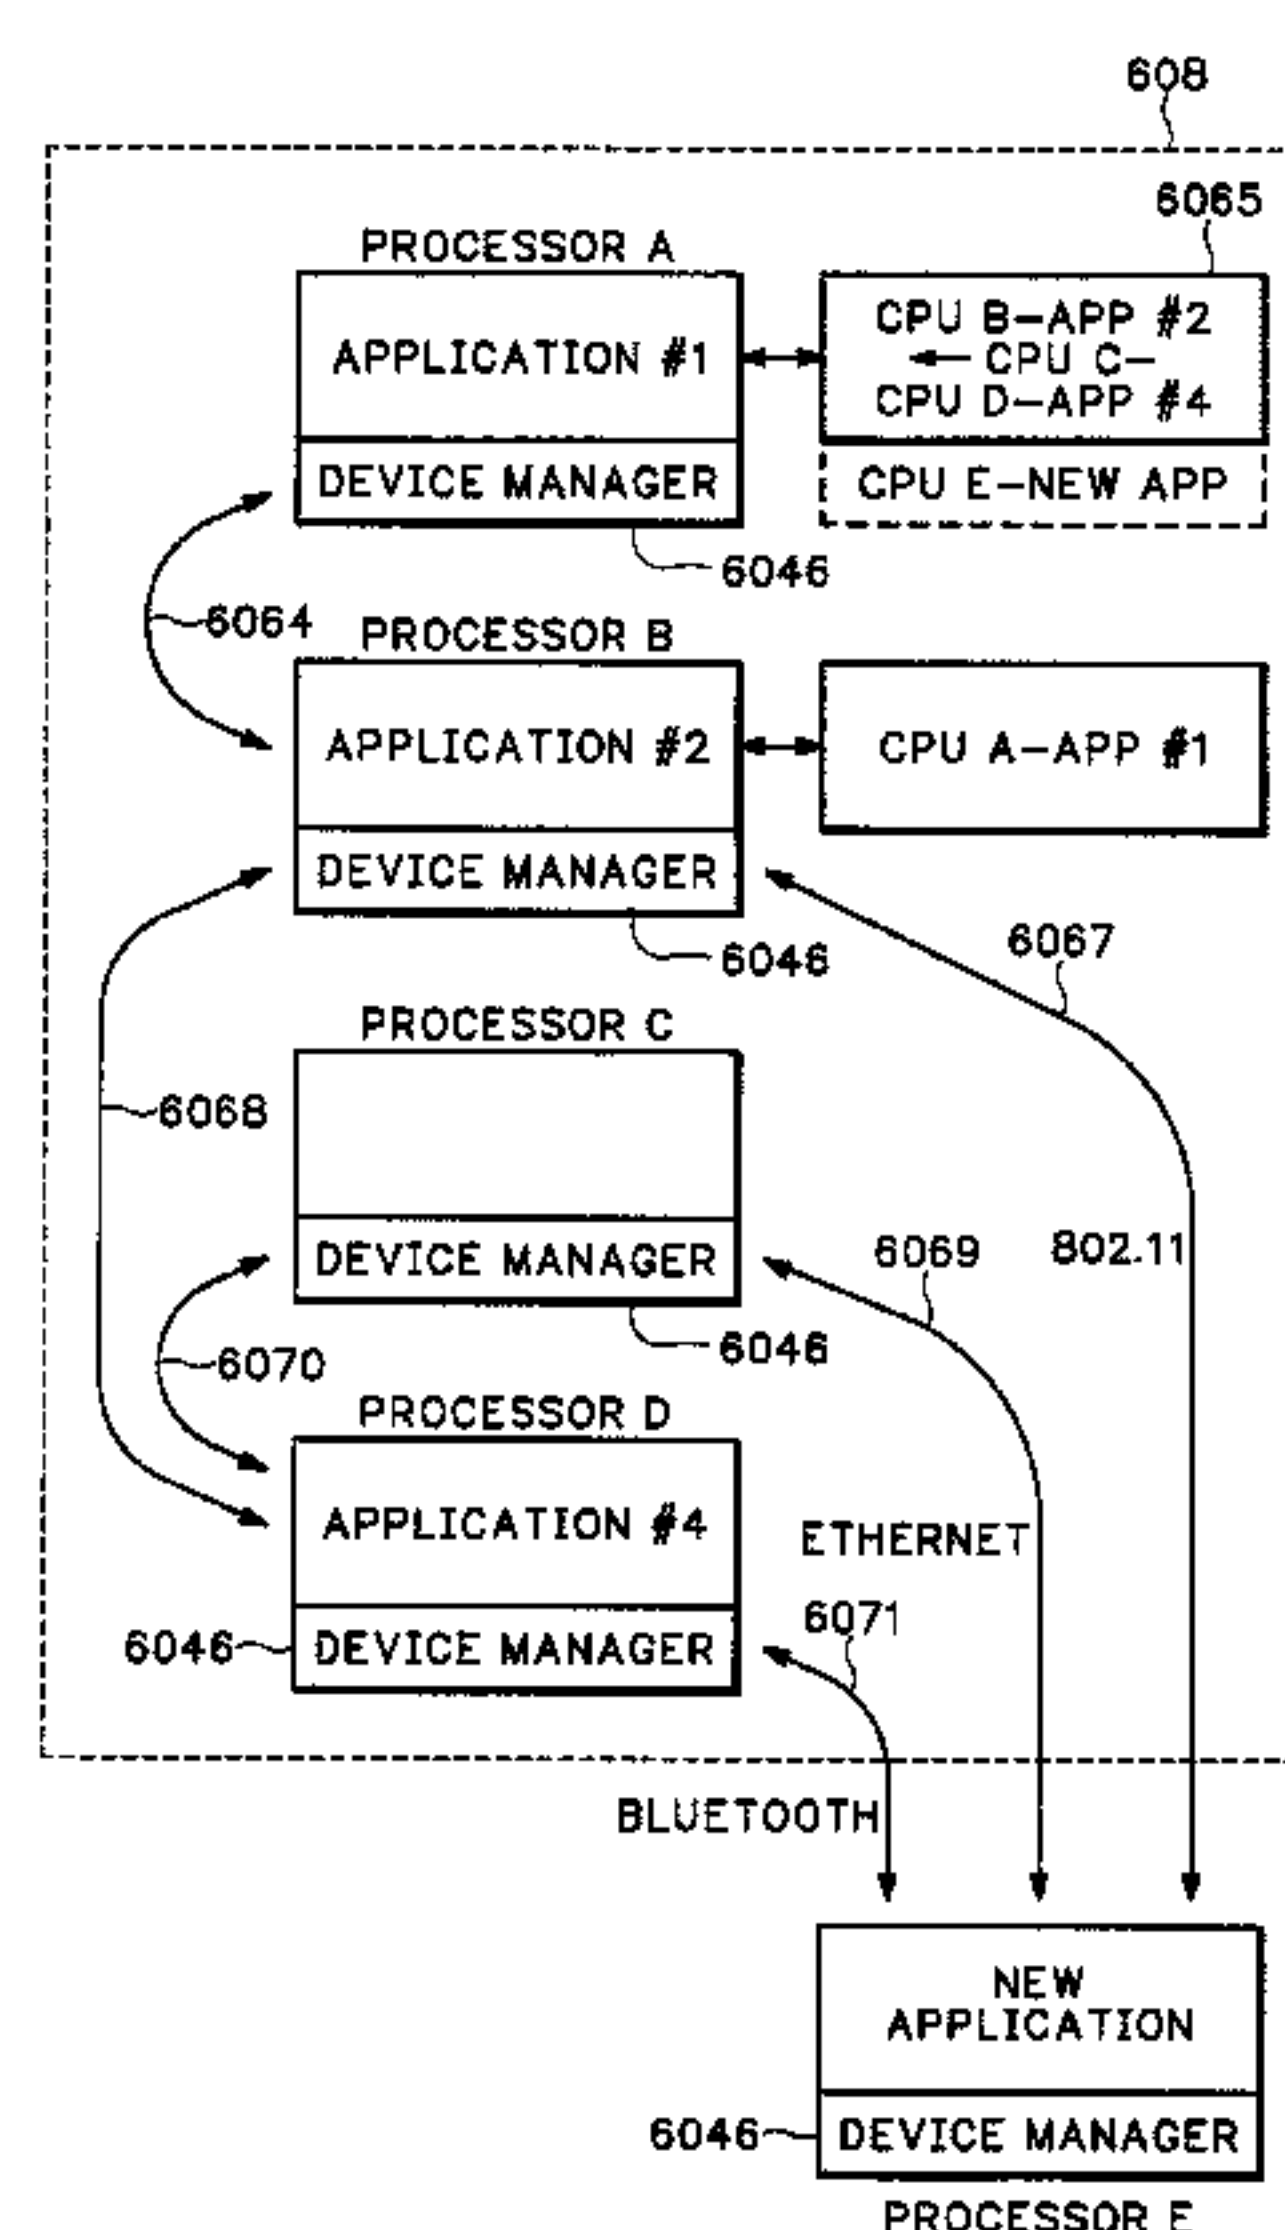 608
6065
PROCESSOR A
APPLICATION #1
CPU B-APP #2
CPU C-
CPU D-APP #4
DEVICE MANAGER
CPU E-NEW APP
6046
6064
PROCESSOR B
APPLICATION #2
CPU A-APP #1
DEVICE MANAGER
6046
6067
PROCESSOR C
6068
DEVICE MANAGER
6069
802.11
6046
6070
PROCESSOR D
APPLICATION #4
ETHERNET
6071
6046
DEVICE MANAGER
BLUETOOTH
NEW
APPLICATION
6046
DEVICE MANAGER
PROCESSOR E